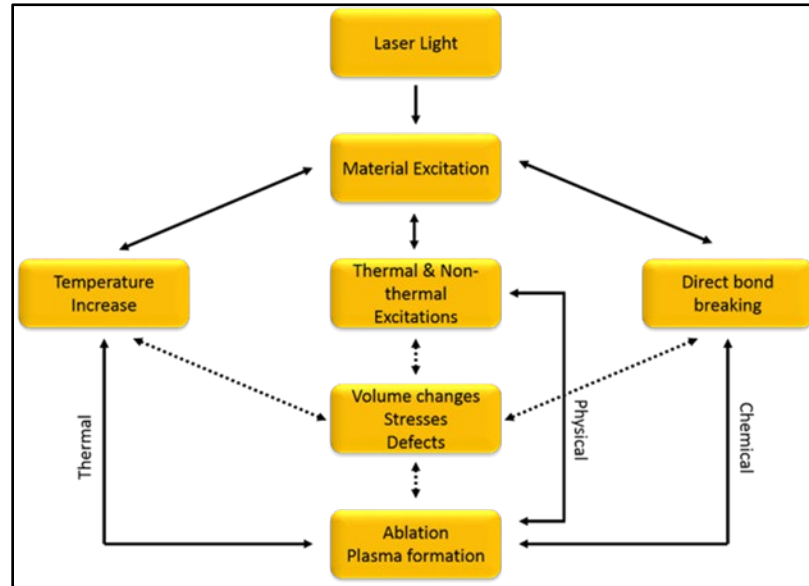 Laser Light
Material Excitation
Temperature
Increase
Thermal & Non-
thermal
Excitations
Direct bond
breaking
Volume changes
Stresses
Defects
Thermal
Physical
Chemical
Ablation
Plasma formation